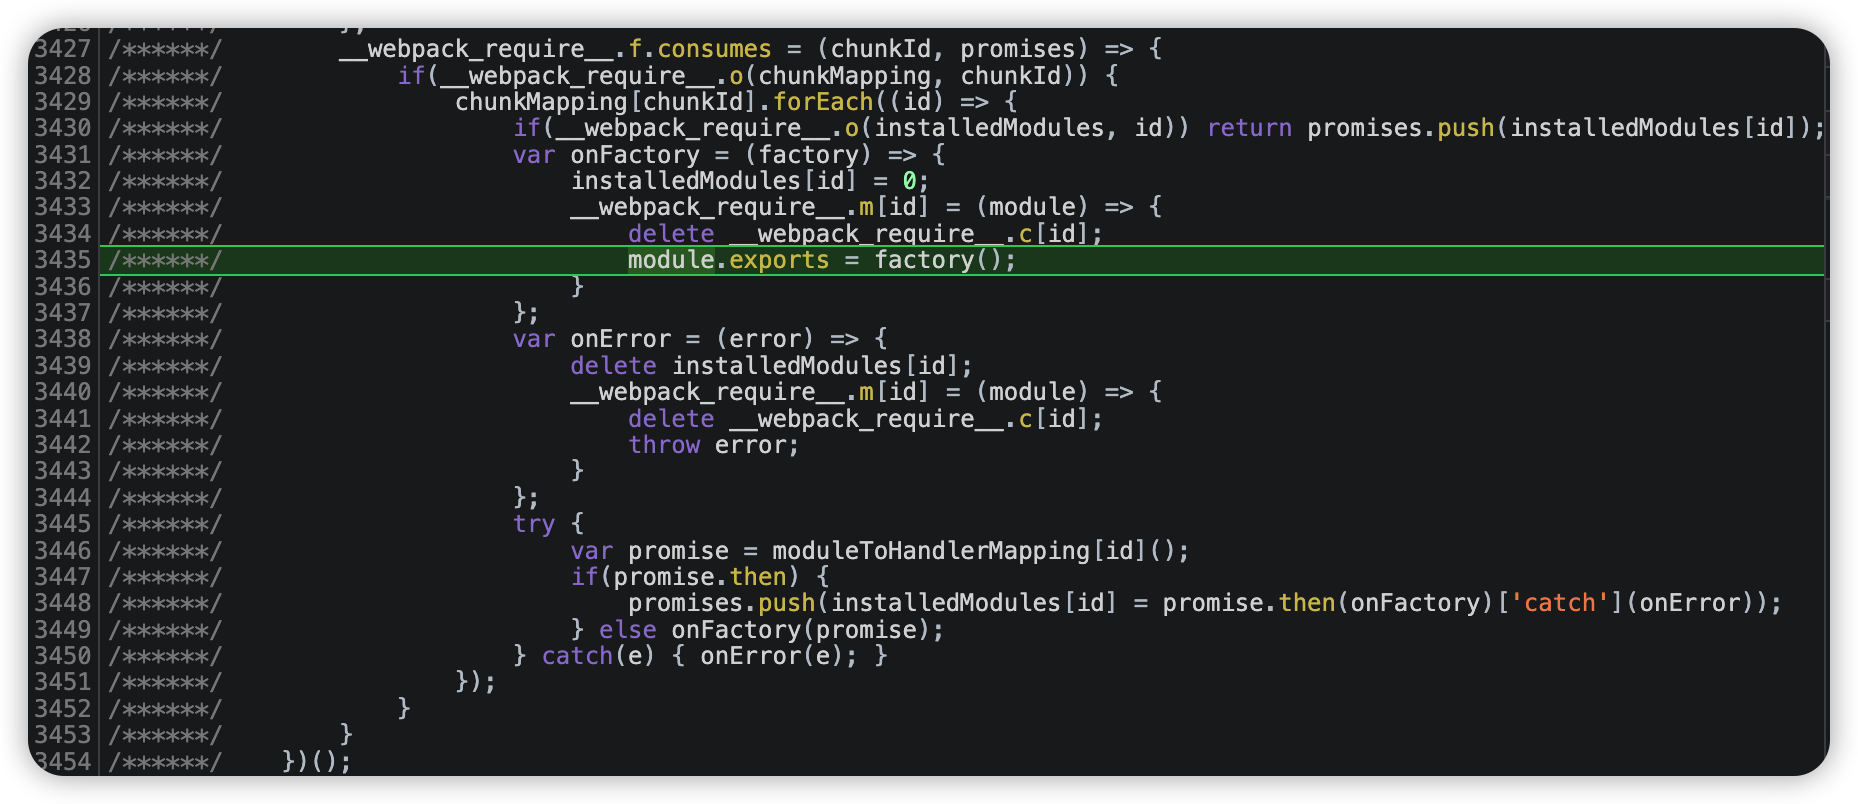 3427 /******/ __webpack_require__.f.consumes = (chunkId, promises) => {
3428 /******/ if(__webpack_require__.o(chunkMapping, chunkId)) {
3429 /******/ chunkMapping[chunkId].forEach((id) => {
3430 /******/ if(__webpack_require__.o(installedModules, id)) return promises.push(installedModules[id]);
3431 /******/ var onFactory = (factory) => {
3432 /******/ installedModules[id] = 0;
3433 /******/ __webpack_require__.m[id] = (module) => {
3434 /******/ delete __webpack_require__.c[id];
3435 /******/ module.exports = factory();
3436 /******/ }
3437 /******/ };
3438 /******/ var onError = (error) => {
3439 /******/ delete installedModules[id];
3440 /******/ __webpack_require__.m[id] = (module) => {
3441 /******/ delete __webpack_require__.c[id];
3442 /******/ throw error;
3443 /******/ }
3444 /******/ };
3445 /******/ try {
3446 /******/ var promise = moduleToHandlerMapping[id]();
3447 /******/ if(promise.then) {
3448 /******/ promises.push(installedModules[id] = promise.then(onFactory)['catch'](onError));
3449 /******/ } else onFactory(promise);
3450 /******/ } catch(e) { onError(e); }
3451 /******/ });
3452 /******/ }
3453 /******/ }
3454 /******/ })();